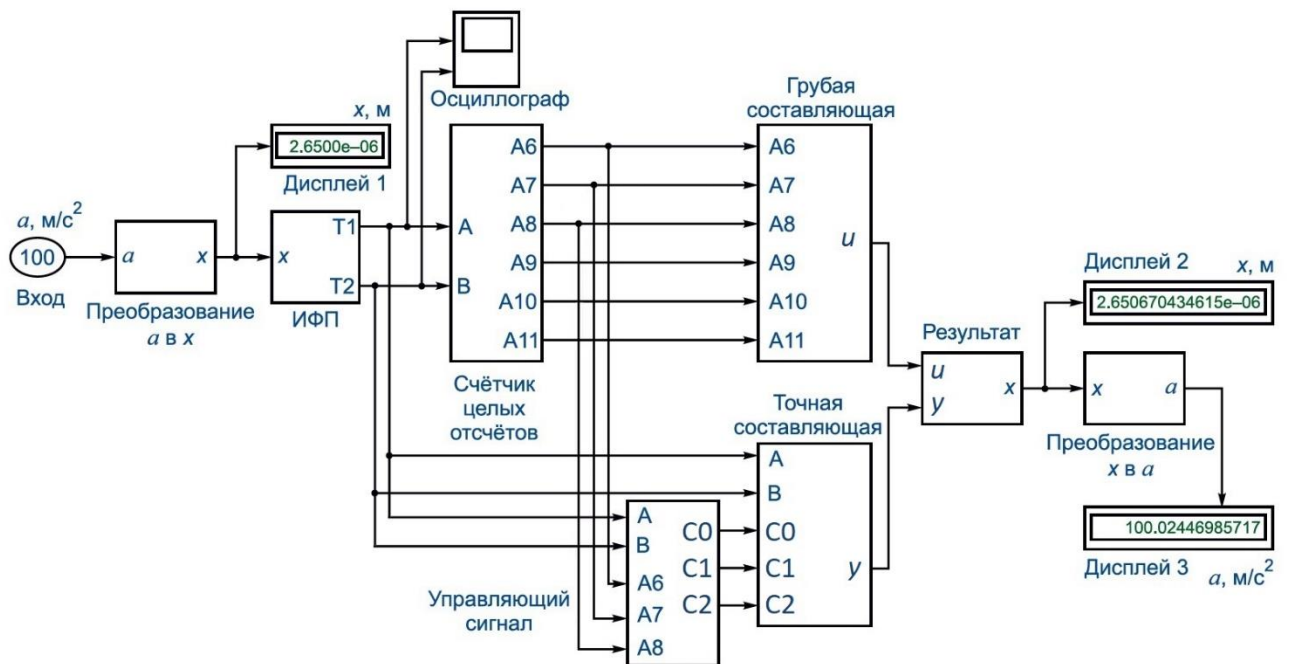 Осциллограф
x, м
2.6500e–06
Дисплей 1
a, м/с²
100
Вход
a
x
Преобразование
a в x
x
T1
T2
ИФП
A
B
A6
A7
A8
A9
A10
A11
Счётчик
целых
отсчётов
Грубая
составляющая
A6
A7
A8
A9
A10
A11
u
Управляющий
сигнал
A
B
A6
A7
A8
C0
C1
C2
Точная
составляющая
A
B
C0
C1
C2
y
Результат
u
y
x
Дисплей 2
x, м
2.650670434615e–06
x
a
Преобразование
x в a
100.02446985717
Дисплей 3
a, м/с²